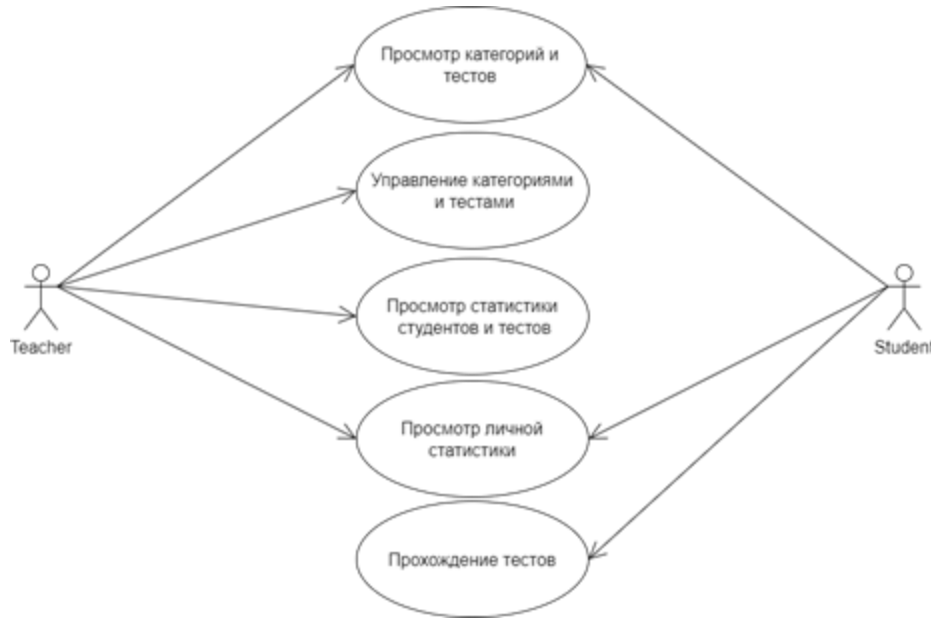 Просмотр категорий и
тестов
Управление категориями
и тестами
Просмотр статистики
студентов и тестов
Teacher
Student
Просмотр личной
статистики
Прохождение тестов